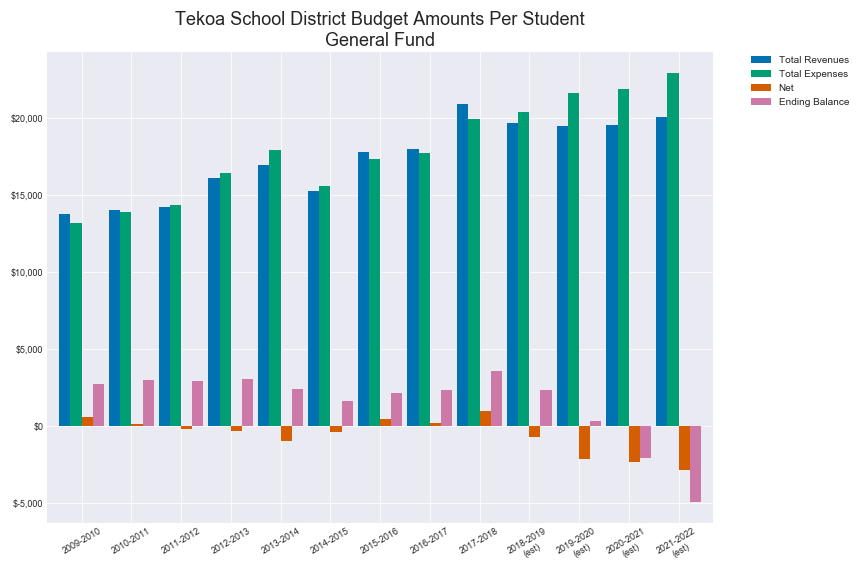 Tekoa School District Budget Amounts Per Student
General Fund
Total Revenues
Total Expenses
Net
Ending Balance
$20,000
$15,000
$10,000
$5,000
$0
$-5,000
2009-2010
2010-2011
2011-2012
2012-2013
2013-2014
2014-2015
2015-2016
2016-2017
2017-2018
2018-2019
(est)
2019-2020
(est)
2020-2021
(est)
2021-2022
(est)